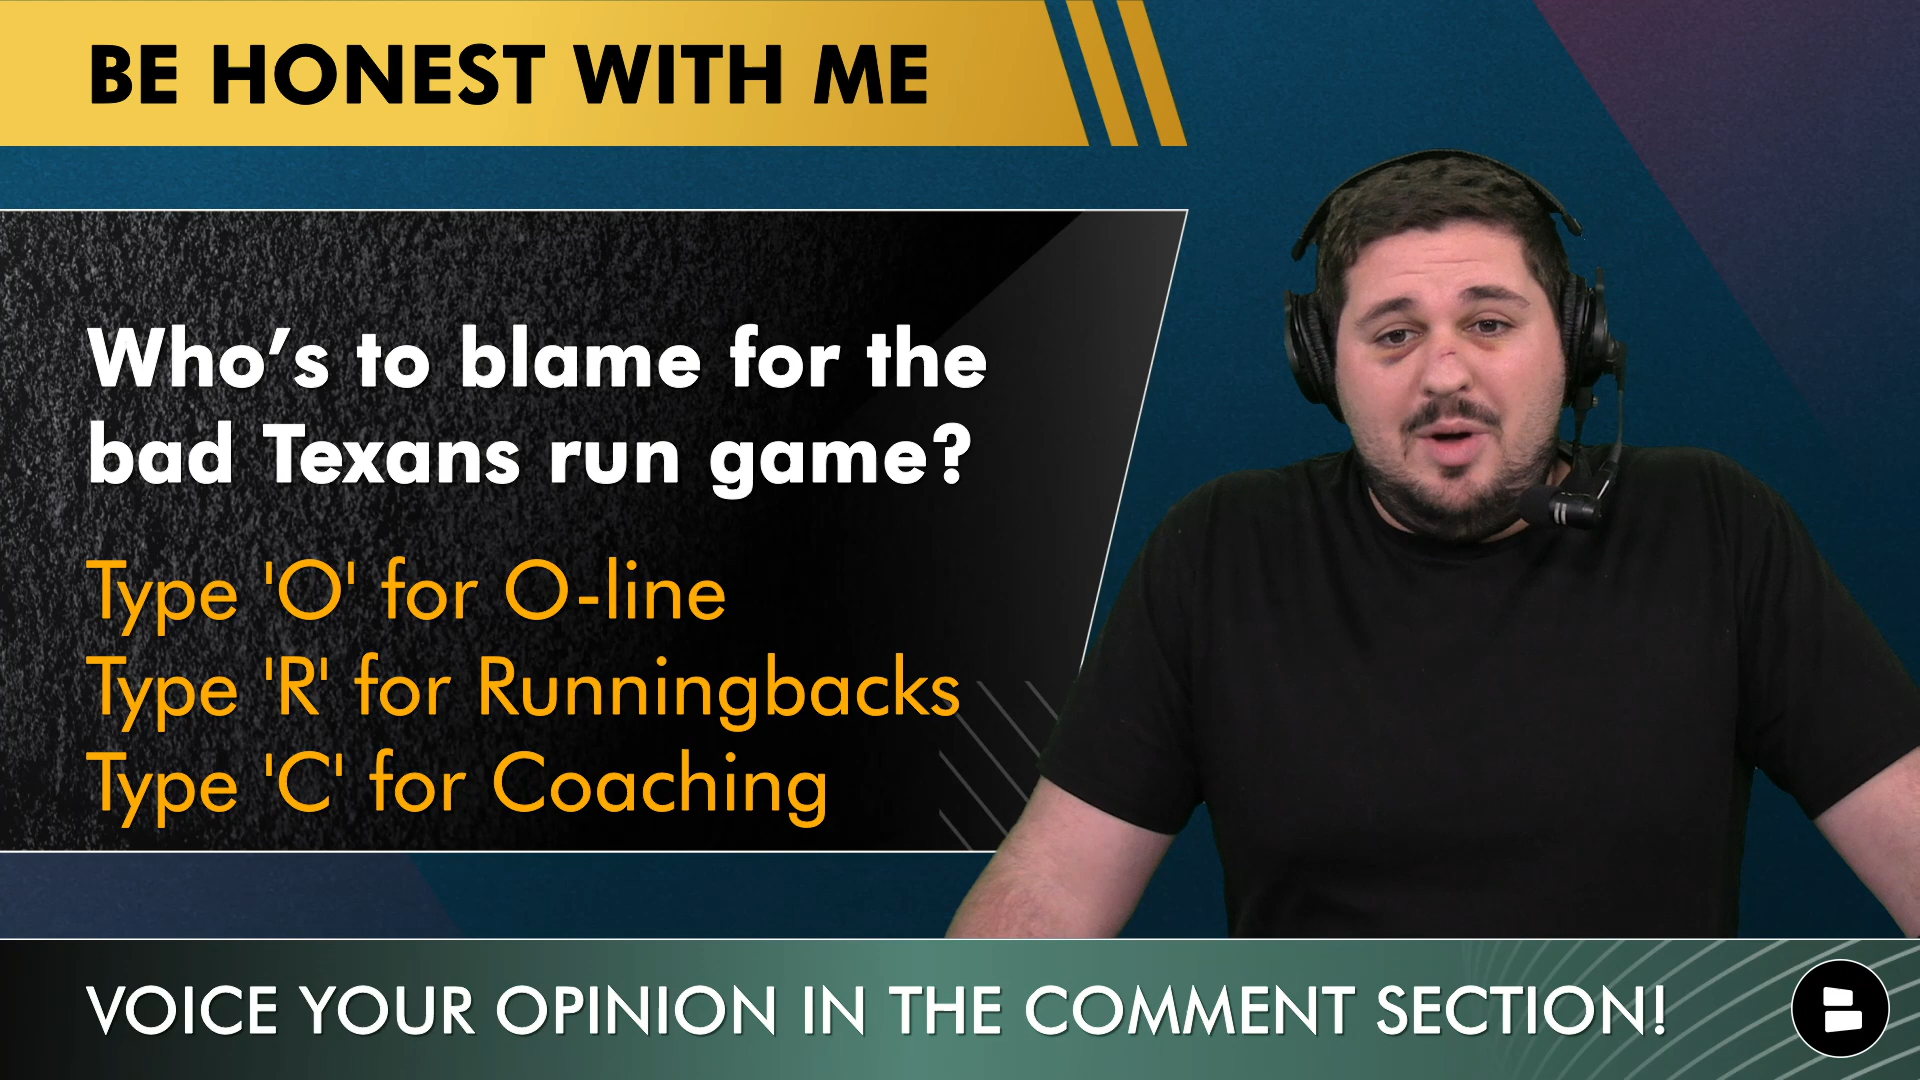 BE HONEST WITH ME
Who's to blame for the
bad Texans run game?
Type 'O' for O-line
Type 'R' for Runningbacks
Type 'C' for Coaching
VOICE YOUR OPINION IN THE COMMENT SECTION!